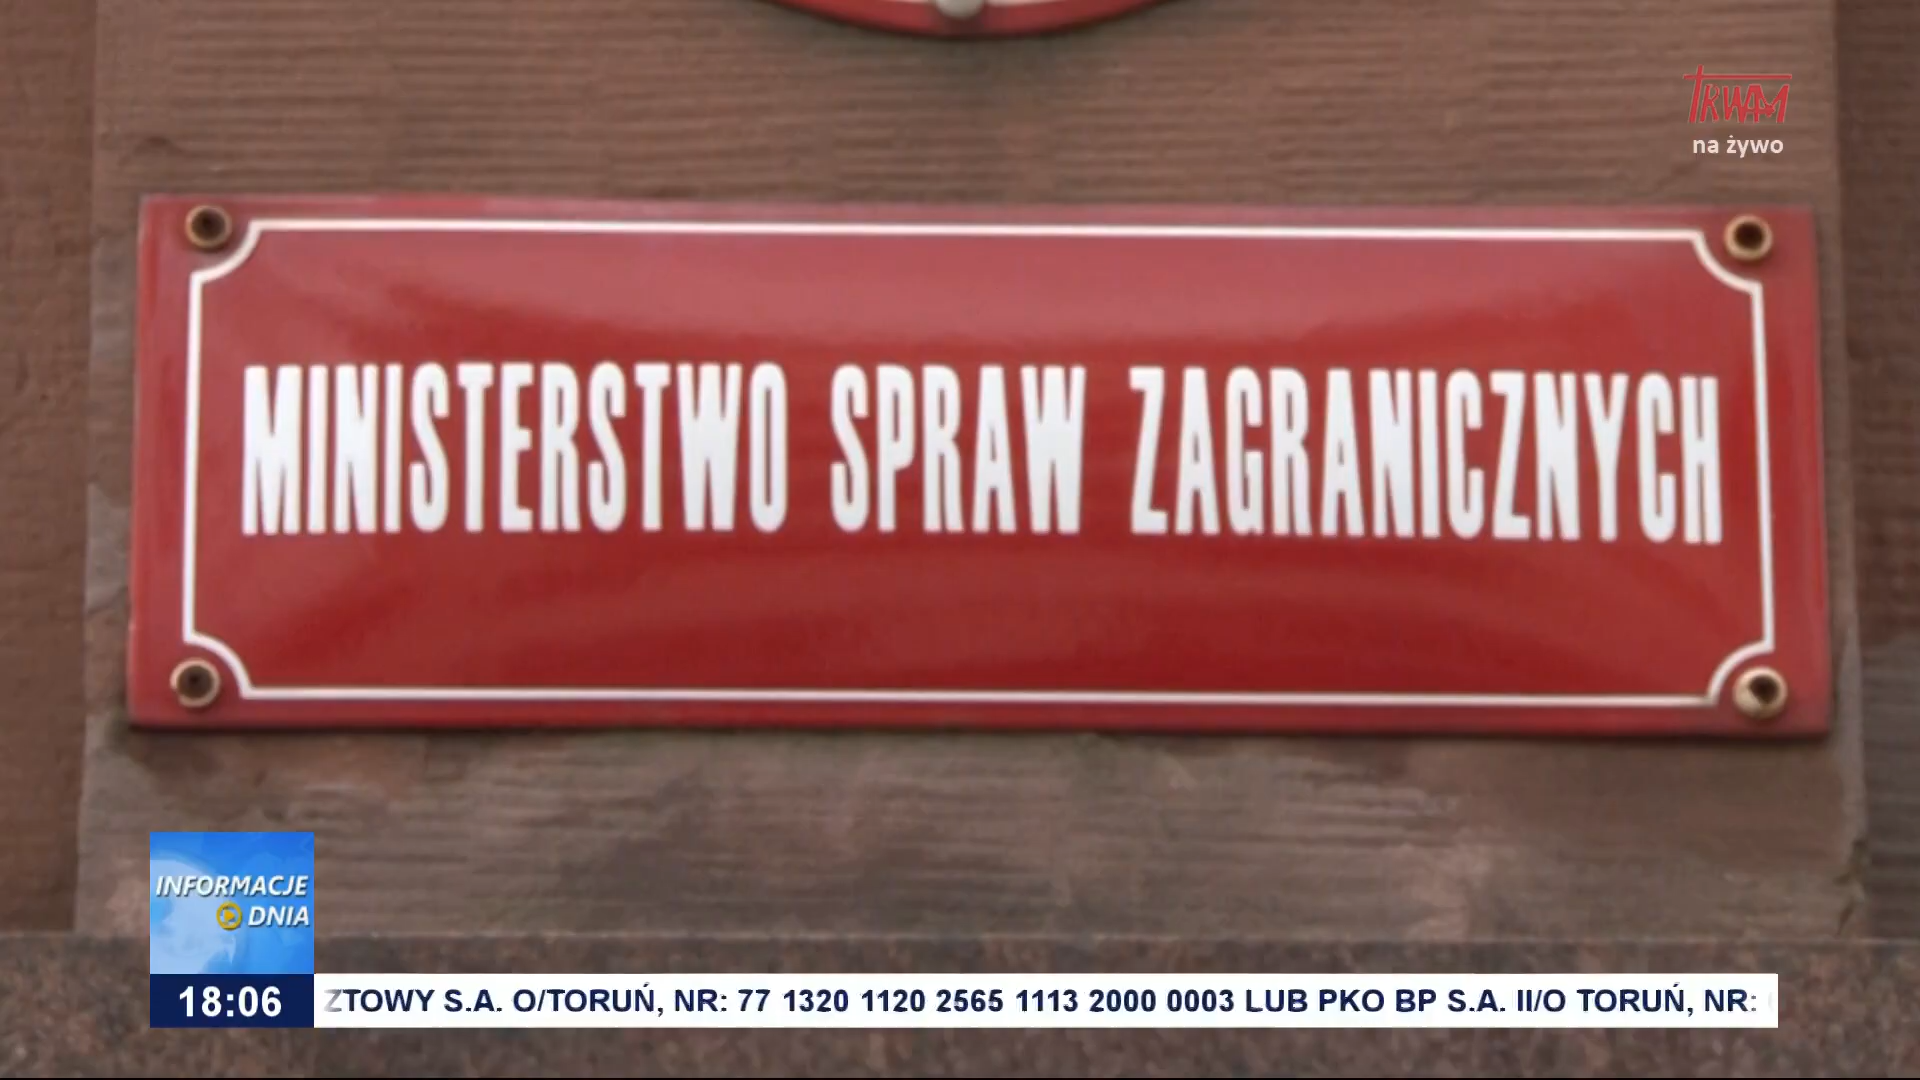 TRWAM
na żywo
MINISTERSTWO SPRAW ZAGRANICZNYCH
INFORMACJE
DNIA
18:06
S.A. O/TORUŃ, NR: 77 1320 1120 2565 1113 2000 0003 LUB PKO BP S.A. II/O TORUŃ, NR: